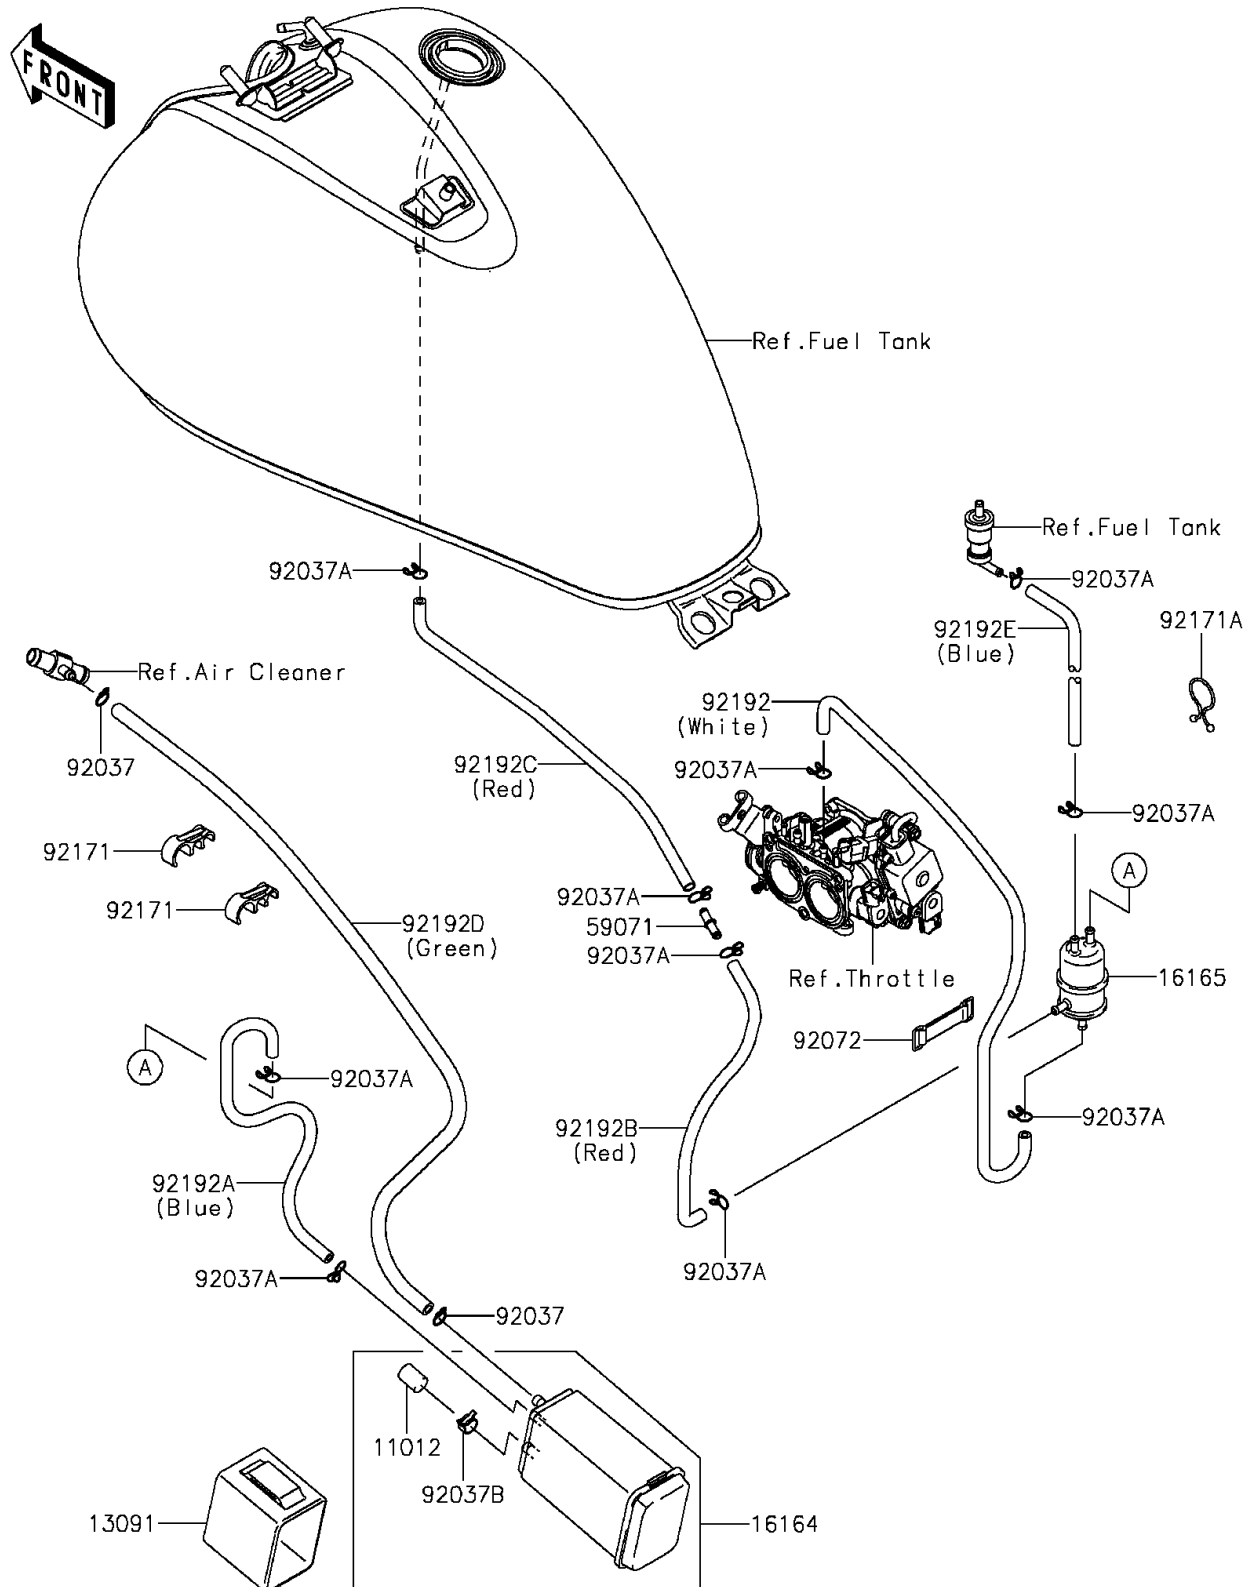 FRONT
Ref.Fuel Tank
Ref.Fuel Tank
92037A
92037A
92171A
92192E
(Blue)
Ref.Air Cleaner
92192
(White)
92037
92192C
(Red)
92037A
92037A
92171
92037A
A
92171
92192D
(Green)
59071
92037A
Ref.Throttle
16165
92072
A
92037A
92037A
92192B
(Red)
92192A
(Blue)
92037A
92037A
92037
11012
92037B
13091
16164